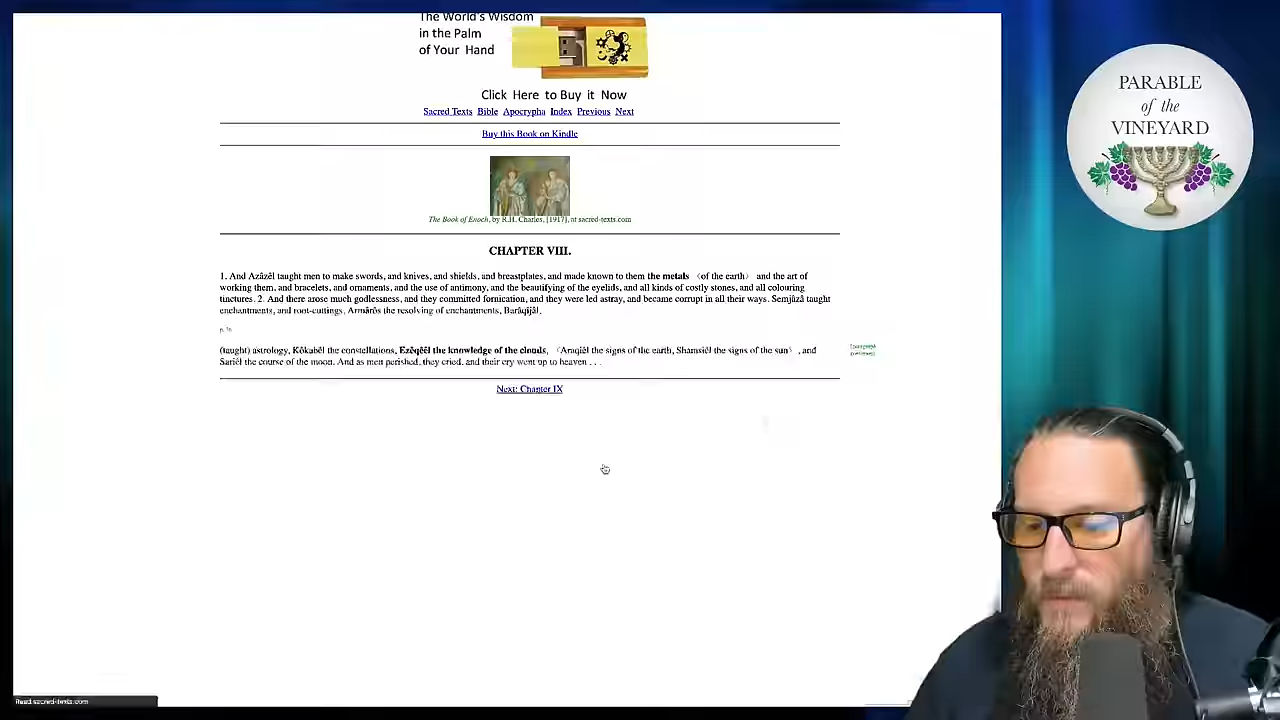 The World's Wisdom
in the Palm
of Your Hand
Click Here to Buy it Now
Sacred Texts Bible Apocrypha Index Previous Next
Buy this Book on Kindle
The Book of Enoch, by R.H. Charles, [1917], at sacred-texts.com
CHAPTER VIII.
1. And Azâzêl taught men to make swords, and knives, and shields, and breastplates, and made known to them the metals 〈of the earth〉 and the art of
working them, and bracelets, and ornaments, and the use of antimony, and the beautifying of the eyelids, and all kinds of costly stones, and all colouring
tinctures. 2. And there arose much godlessness, and they committed fornication, and they were led astray, and became corrupt in all their ways. Semjâzâ taught
enchantments, and root-cuttings, Armârôs the resolving of enchantments, Barâqîjâl,
(taught) astrology, Kôkabêl the constellations, Ezêqêêl the knowledge of the clouds, 〈Araqiêl the signs of the earth, Shamsiêl the signs of the sun〉, and
Sariêl the course of the moon. And as men perished, they cried, and their cry went up to heaven . . .
Next: Chapter IX
Read sacred-texts.com
PARABLE
of the
VINEYARD